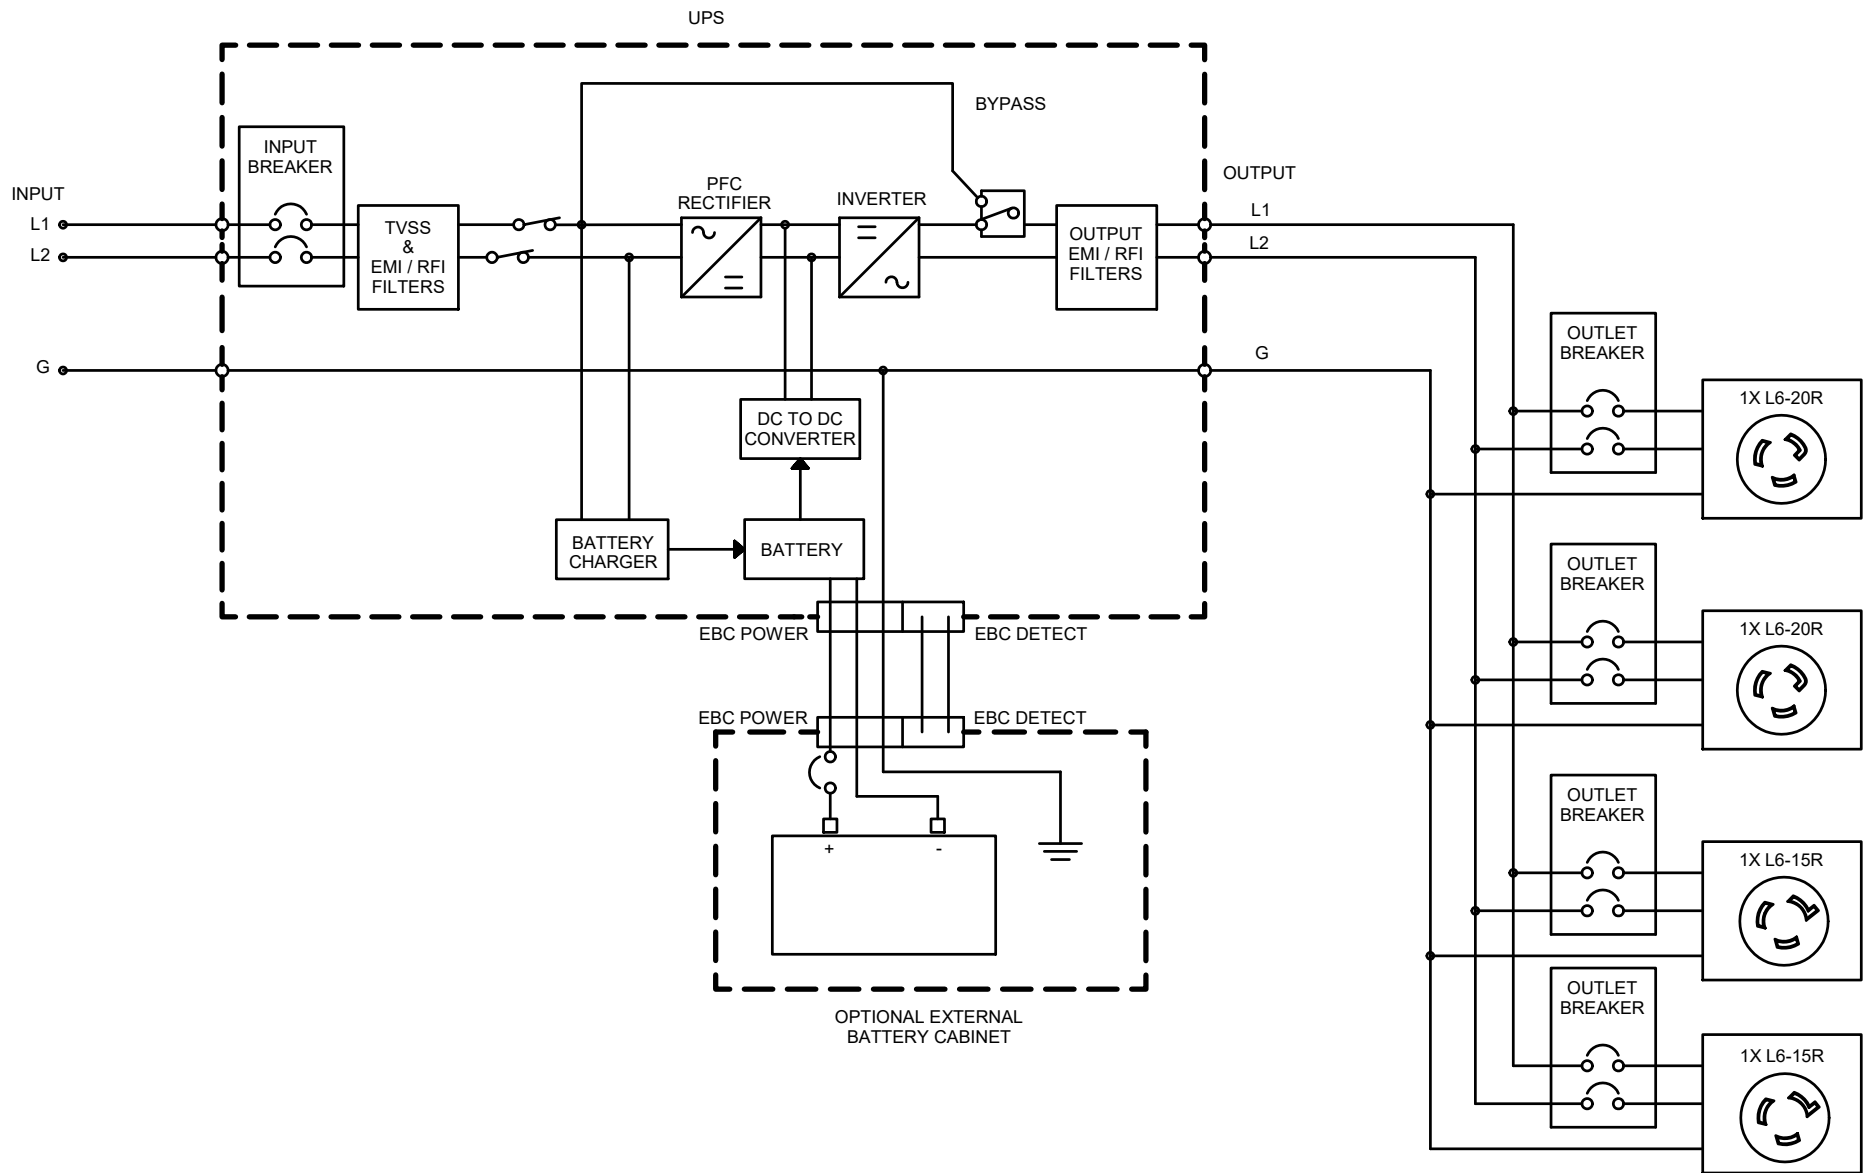 UPS
BYPASS
INPUT
BREAKER
INPUT
L1
L2
G
TVSS
&
EMI / RFI
FILTERS
PFC
RECTIFIER
INVERTER
OUTPUT
EMI / RFI
FILTERS
OUTPUT
L1
L2
G
DC TO DC
CONVERTER
BATTERY
CHARGER
BATTERY
EBC POWER
EBC DETECT
EBC POWER
EBC DETECT
+
-
OPTIONAL EXTERNAL
BATTERY CABINET
OUTLET
BREAKER
1X L6-20R
OUTLET
BREAKER
1X L6-20R
OUTLET
BREAKER
1X L6-15R
OUTLET
BREAKER
1X L6-15R